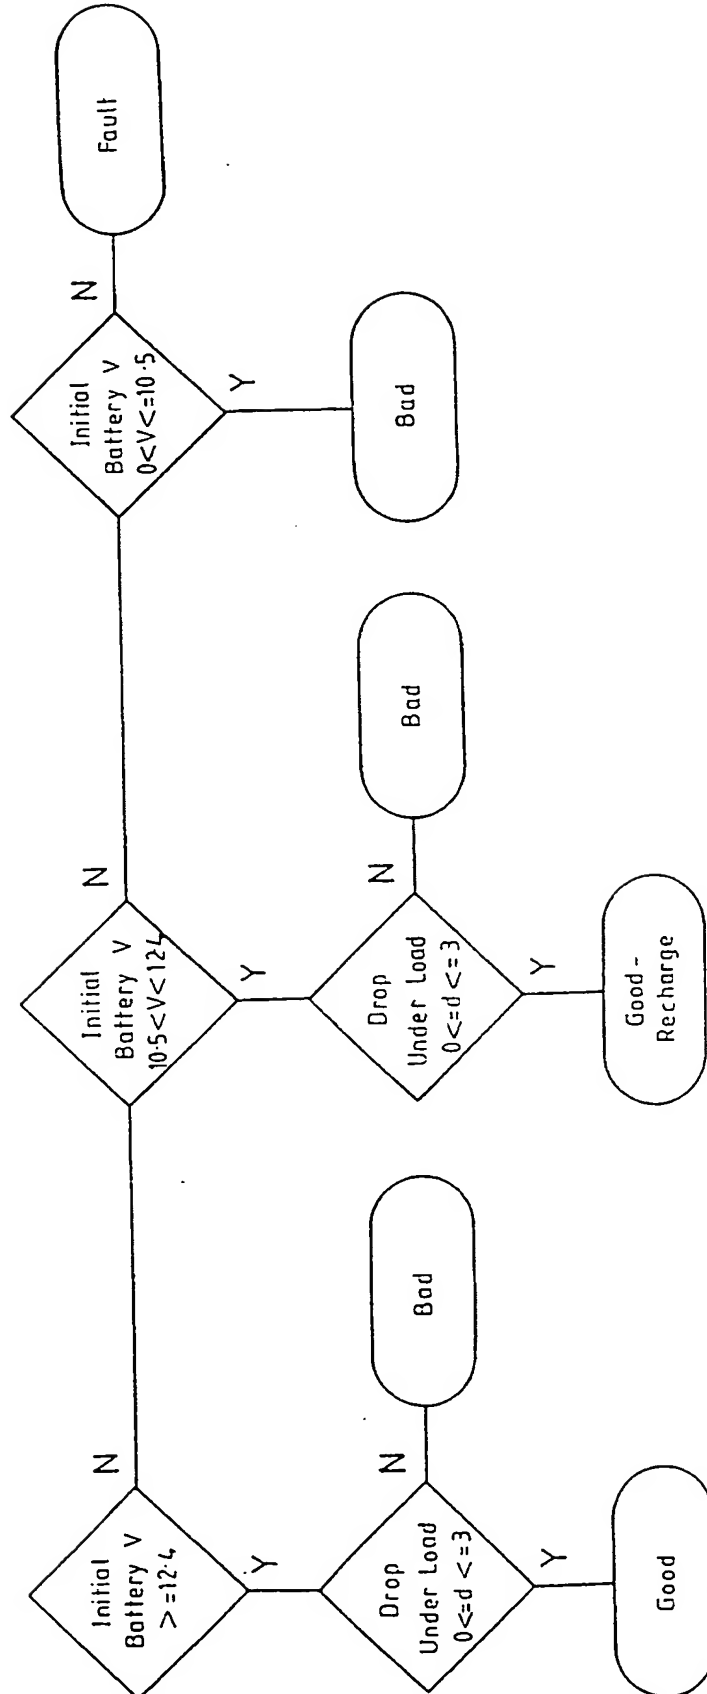 Initial
Battery V
>=12·4
N
Y
Drop
Under Load
0<=d <=3
N
Bad
Y
Good
Initial
Battery V
10·5<V<12·4
N
Y
Drop
Under Load
0<=d <=3
N
Bad
Y
Good-
Recharge
Initial
Battery V
0<V<=10·5
N
Fault
Y
Bad